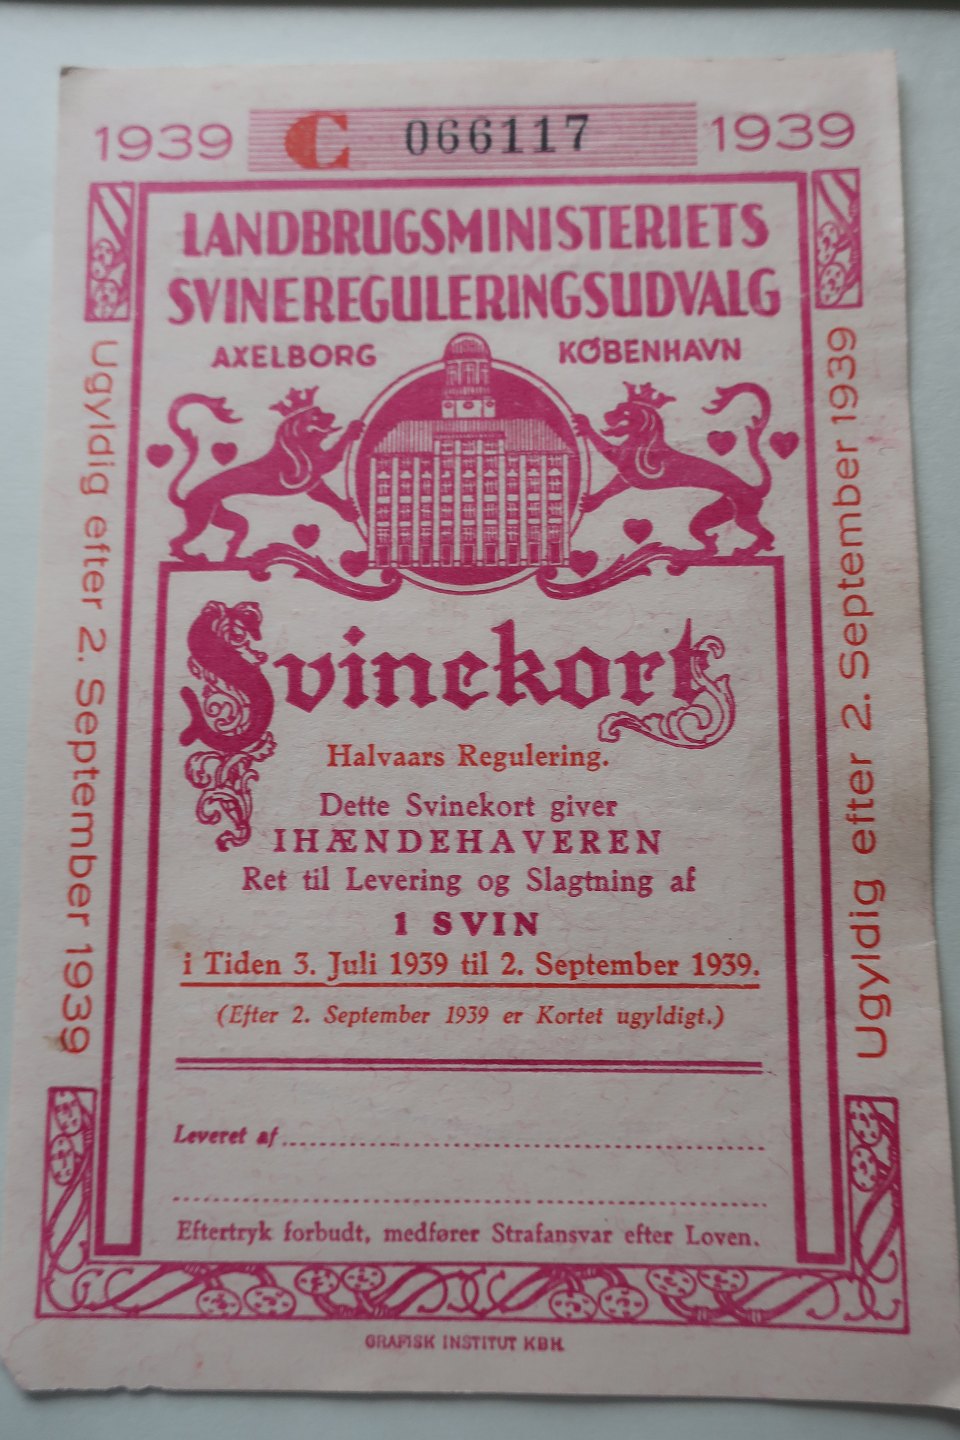 1939 C 066117 1939
LANDBRUGSMINISTERIETS
SVINEREGULERINGSUDVALG
AXELBORG KØBENHAVN
Ugyldig efter 2. September 1939
Ugyldig efter 2. September 1939
Svinekort
Halvaars Regulering.
Dette Svinekort giver
IHÆNDEHAVEREN
Ret til Levering og Slagtning af
1 SVIN
i Tiden 3. Juli 1939 til 2. September 1939.
(Efter 2. September 1939 er Kortet ugyldigt.)
Leveret af
Eftertryk forbudt, medfører Strafansvar efter Loven.
GRAFISK INSTITUT KBH.